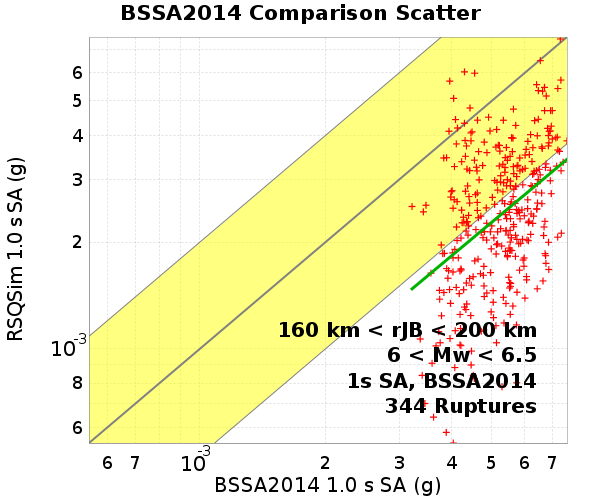 BSSA2014 Comparison Scatter
RSQSim 1.0 s SA (g)
6
5
4
3
2
10-3
8
6
160 km < rJB < 200 km
6 < Mw < 6.5
1s SA, BSSA2014
344 Ruptures
6 7 10-3 2 3 4 5 6 7
BSSA2014 1.0 s SA (g)